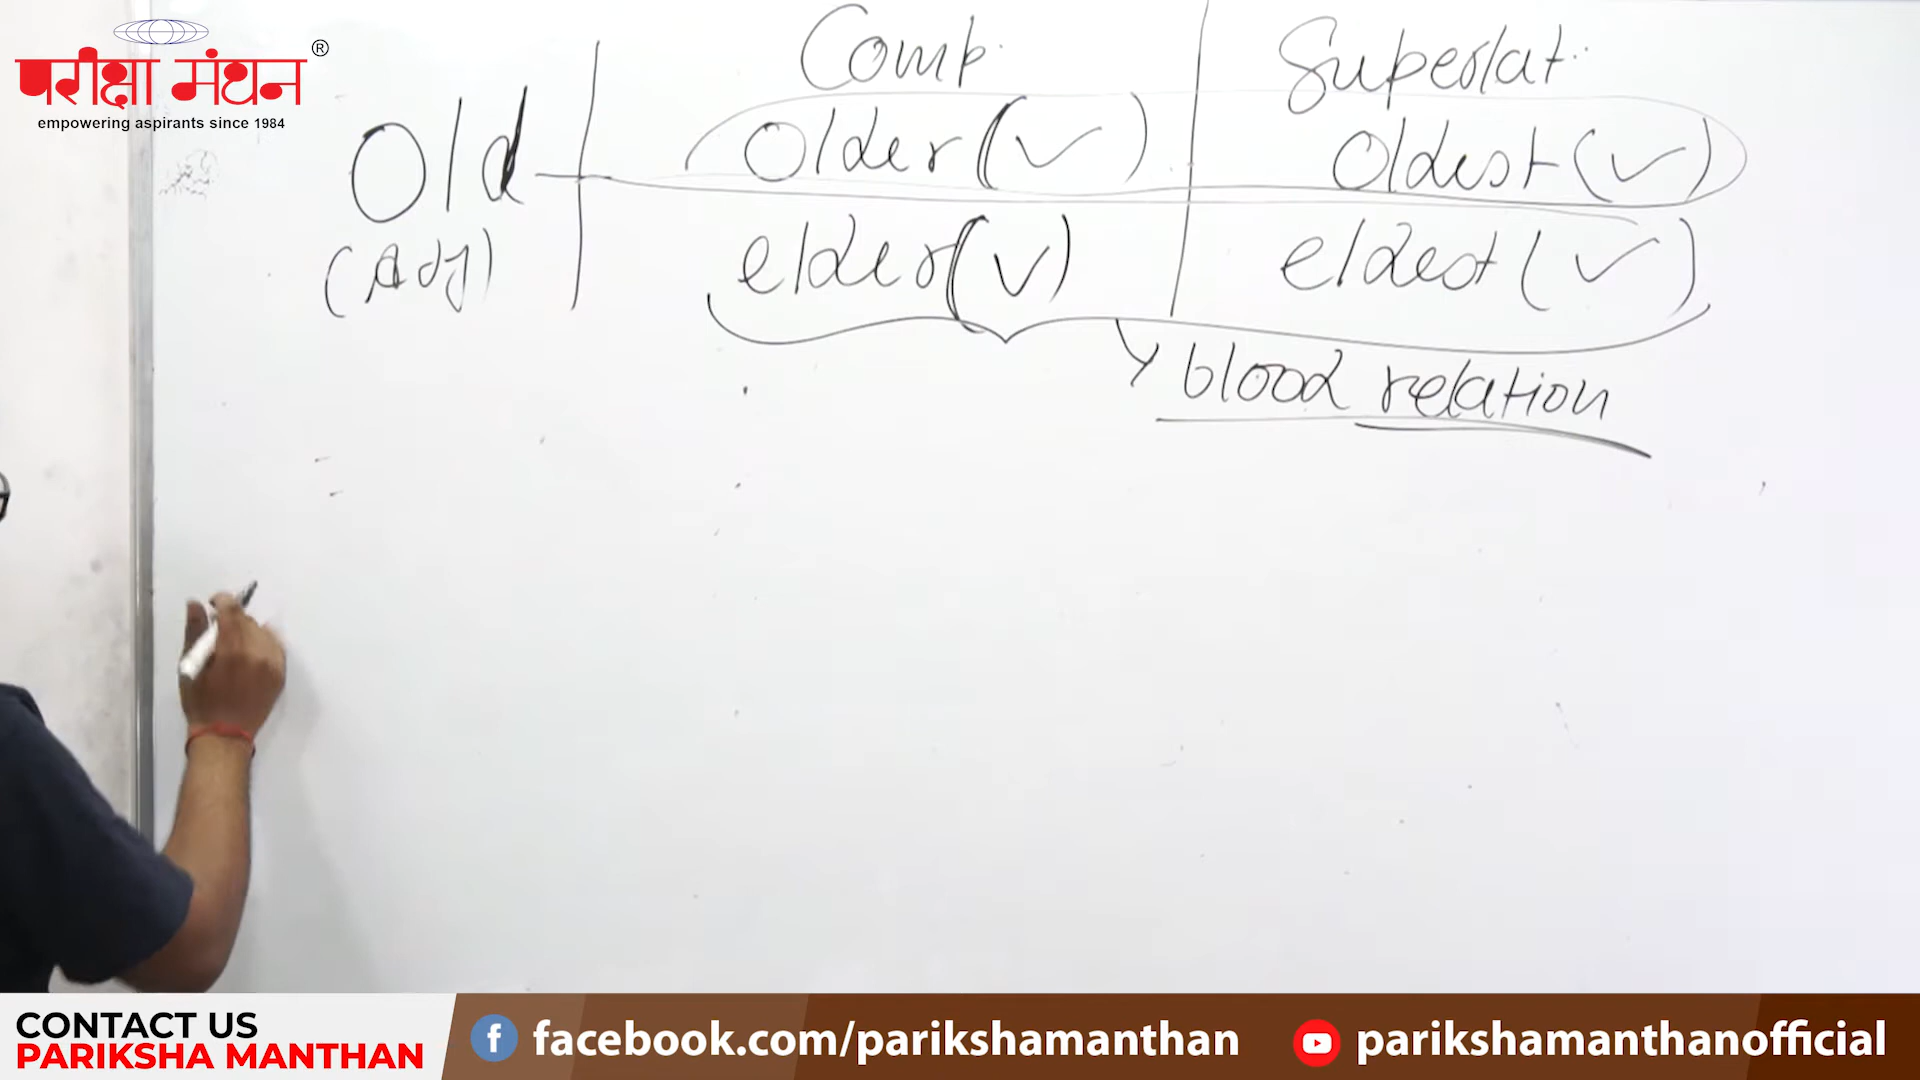 परीक्षा मंथन ®
empowering aspirants since 1984
Comp. Superlat.
Old older (✓) oldest (✓)
(Adj) elder (✓) eldest (✓)
blood relation
CONTACT US
PARIKSHA MANTHAN
facebook.com/parikshamanthan
parikshamanthanofficial